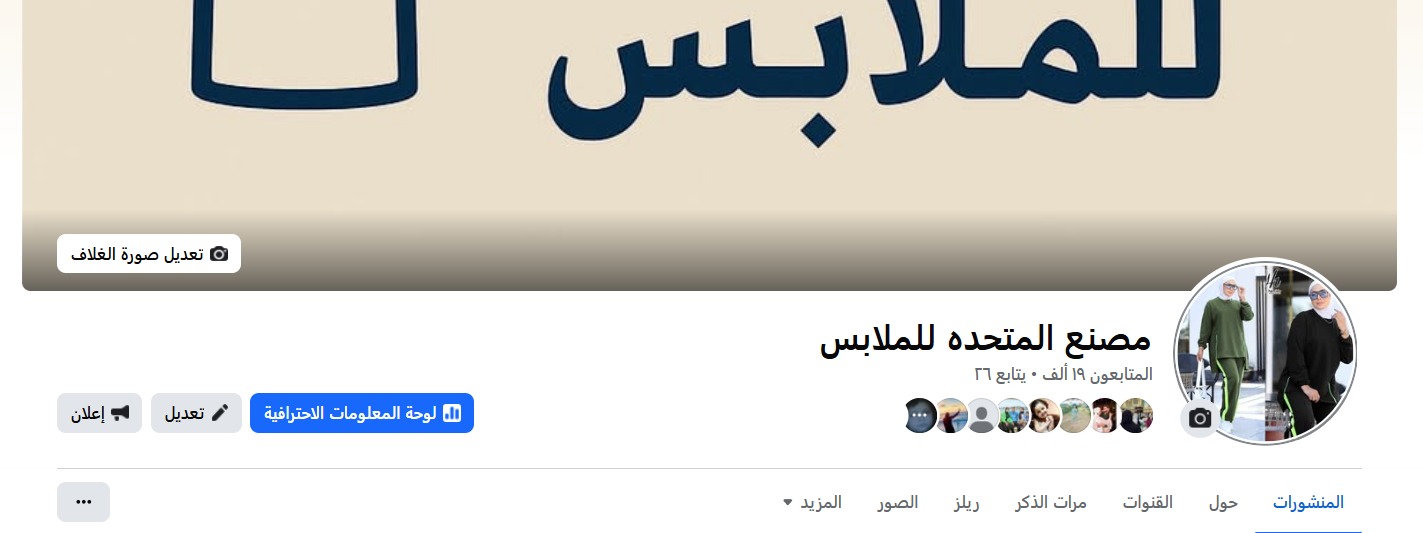 للملابس
تعديل صورة الغلاف
مصنع المتحده للملابس
المتابعون ١٩ ألف • يتابع ٢٦
لوحة المعلومات الاحترافية
تعديل
إعلان
المنشورات
حول
القنوات
مرات الذكر
ريلز
الصور
المزيد